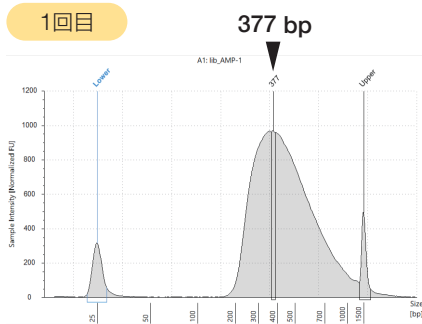 1回目
377 bp
A1: lib_AMP-1
Lower
377
Upper
Sample Intensity [Normalized FU]
1200
1000
800
600
400
200
0
25
50
100
200
300
400
500
700
1000
1500
Size
[bp]